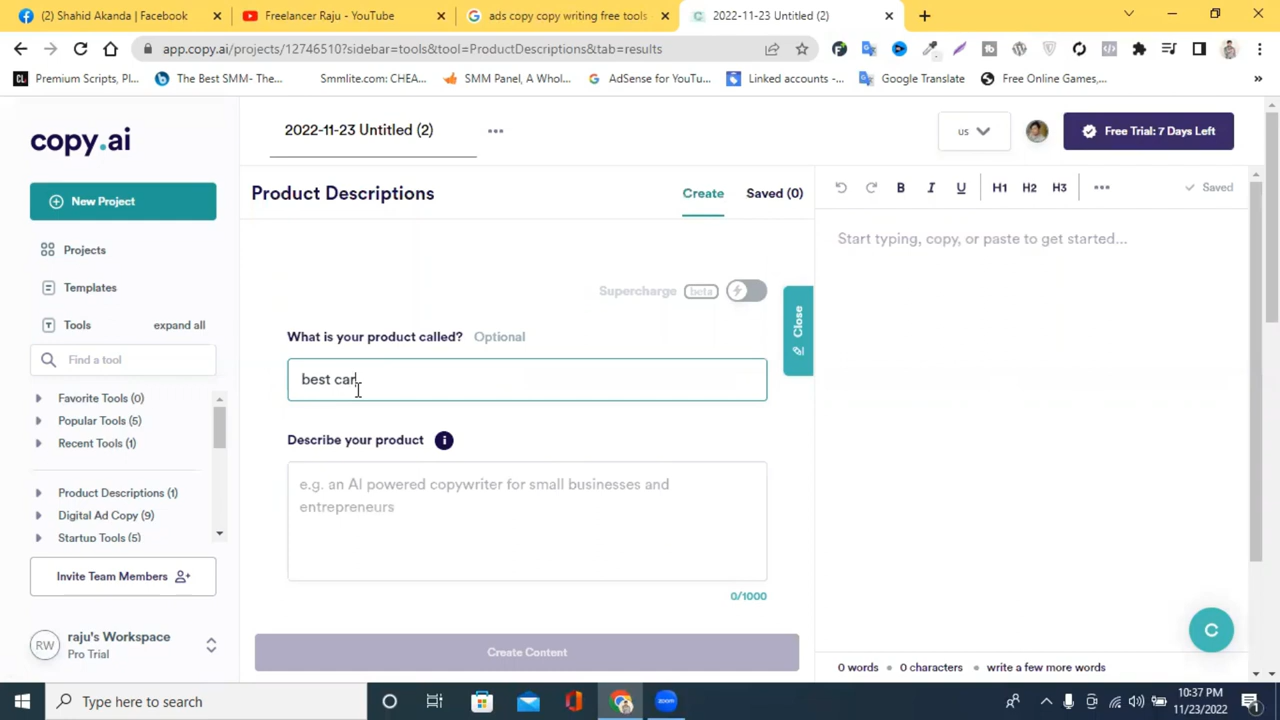 (2) Shahid Akanda | Facebook
Freelancer Raju - YouTube
ads copy copy writing free tools
2022-11-23 Untitled (2)
app.copy.ai/projects/12746510?sidebar=tools&tool=ProductDescriptions&tab=results
CL Premium Scripts, Pl...
The Best SMM- The...
Smmlite.com: CHEA...
SMM Panel, A Whol...
AdSense for YouTu...
Linked accounts -...
Google Translate
Free Online Games,...
»
copy.ai
2022-11-23 Untitled (2)
us
Free Trial: 7 Days Left
New Project
Product Descriptions
Create
Saved (0)
B I U H1 H2 H3
Saved
Projects
Start typing, copy, or paste to get started...
Templates
Supercharge beta
Tools expand all
What is your product called? Optional
Close
Find a tool
best car
Favorite Tools (0)
Popular Tools (5)
Recent Tools (1)
Describe your product i
e.g. an AI powered copywriter for small businesses and
entrepreneurs
Product Descriptions (1)
Digital Ad Copy (9)
Startup Tools (5)
Invite Team Members
0/1000
C
RW
raju's Workspace
Pro Trial
Create Content
0 words 0 characters write a few more words
Type here to search
10:37 PM
11/23/2022
1